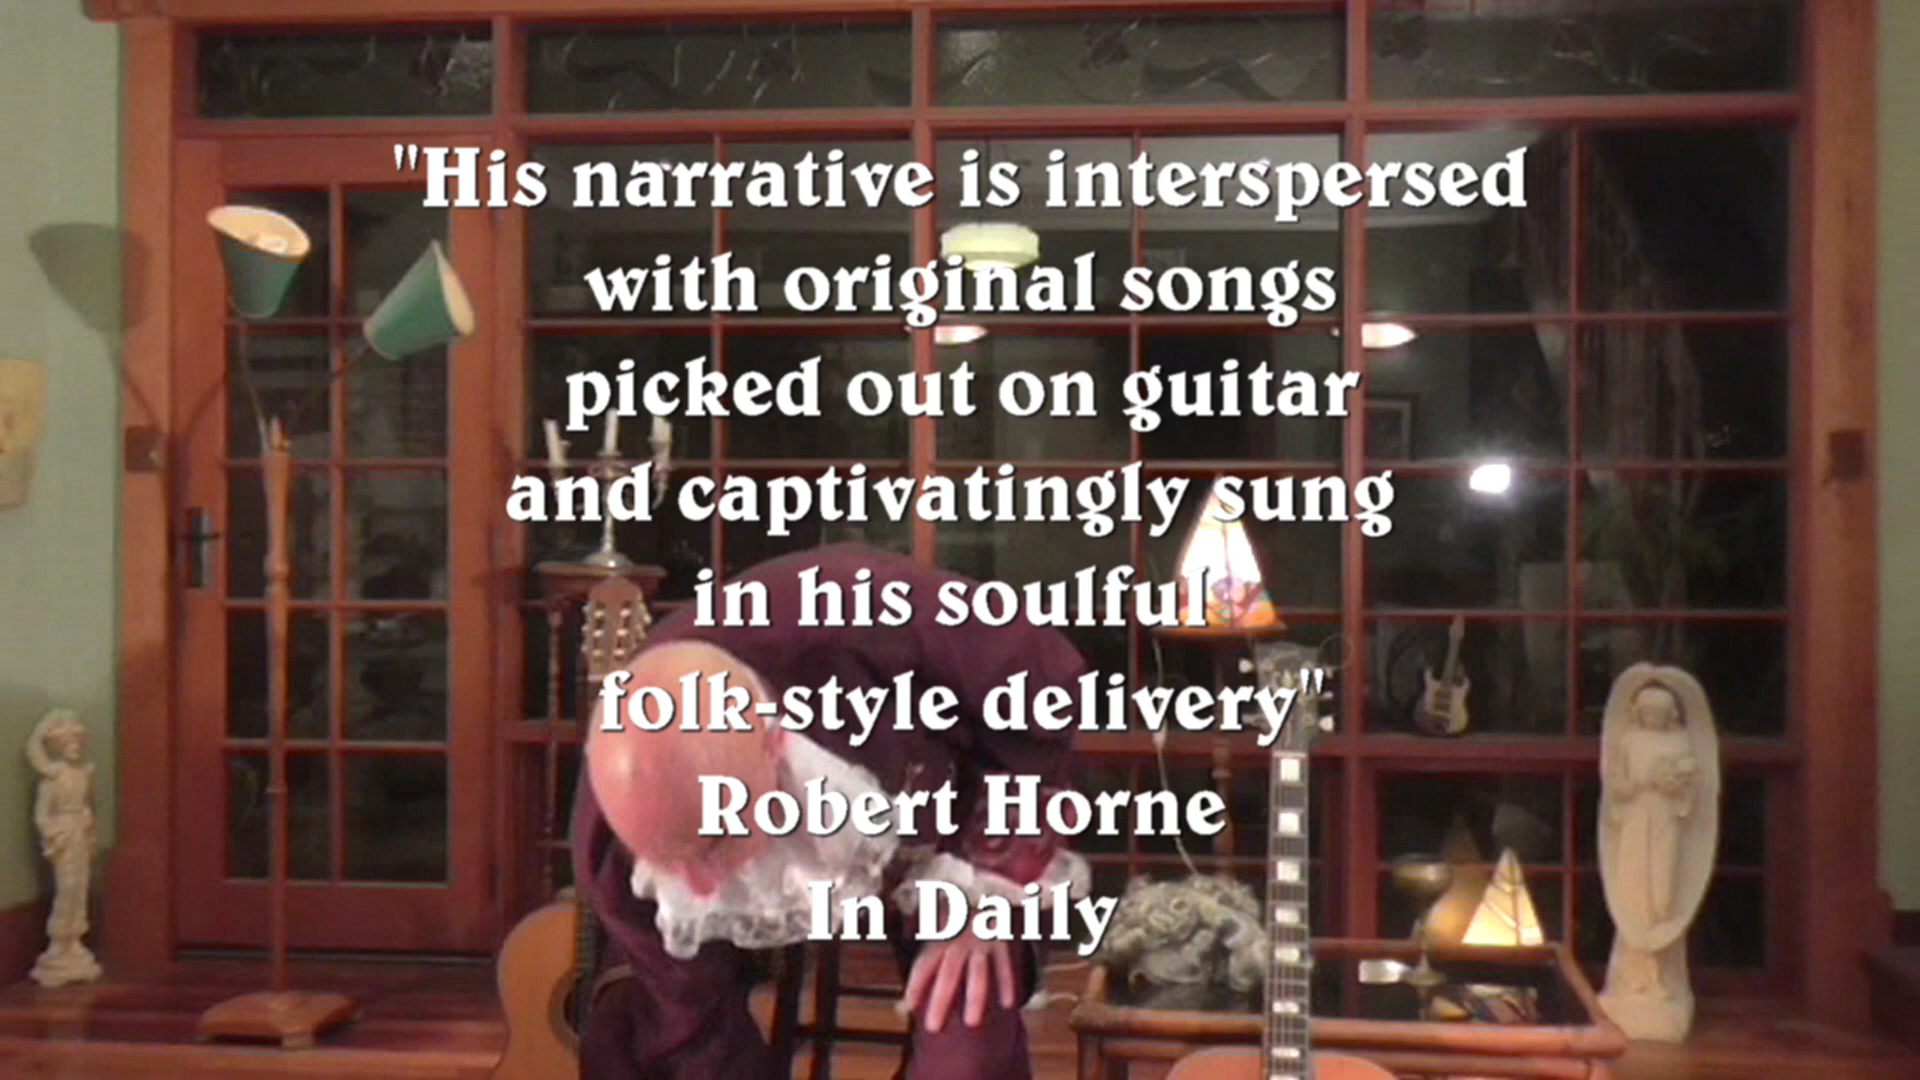 "His narrative is interspersed
with original songs
picked out on guitar
and captivatingly sung
in his soulful
folk-style delivery"
Robert Horne
In Daily